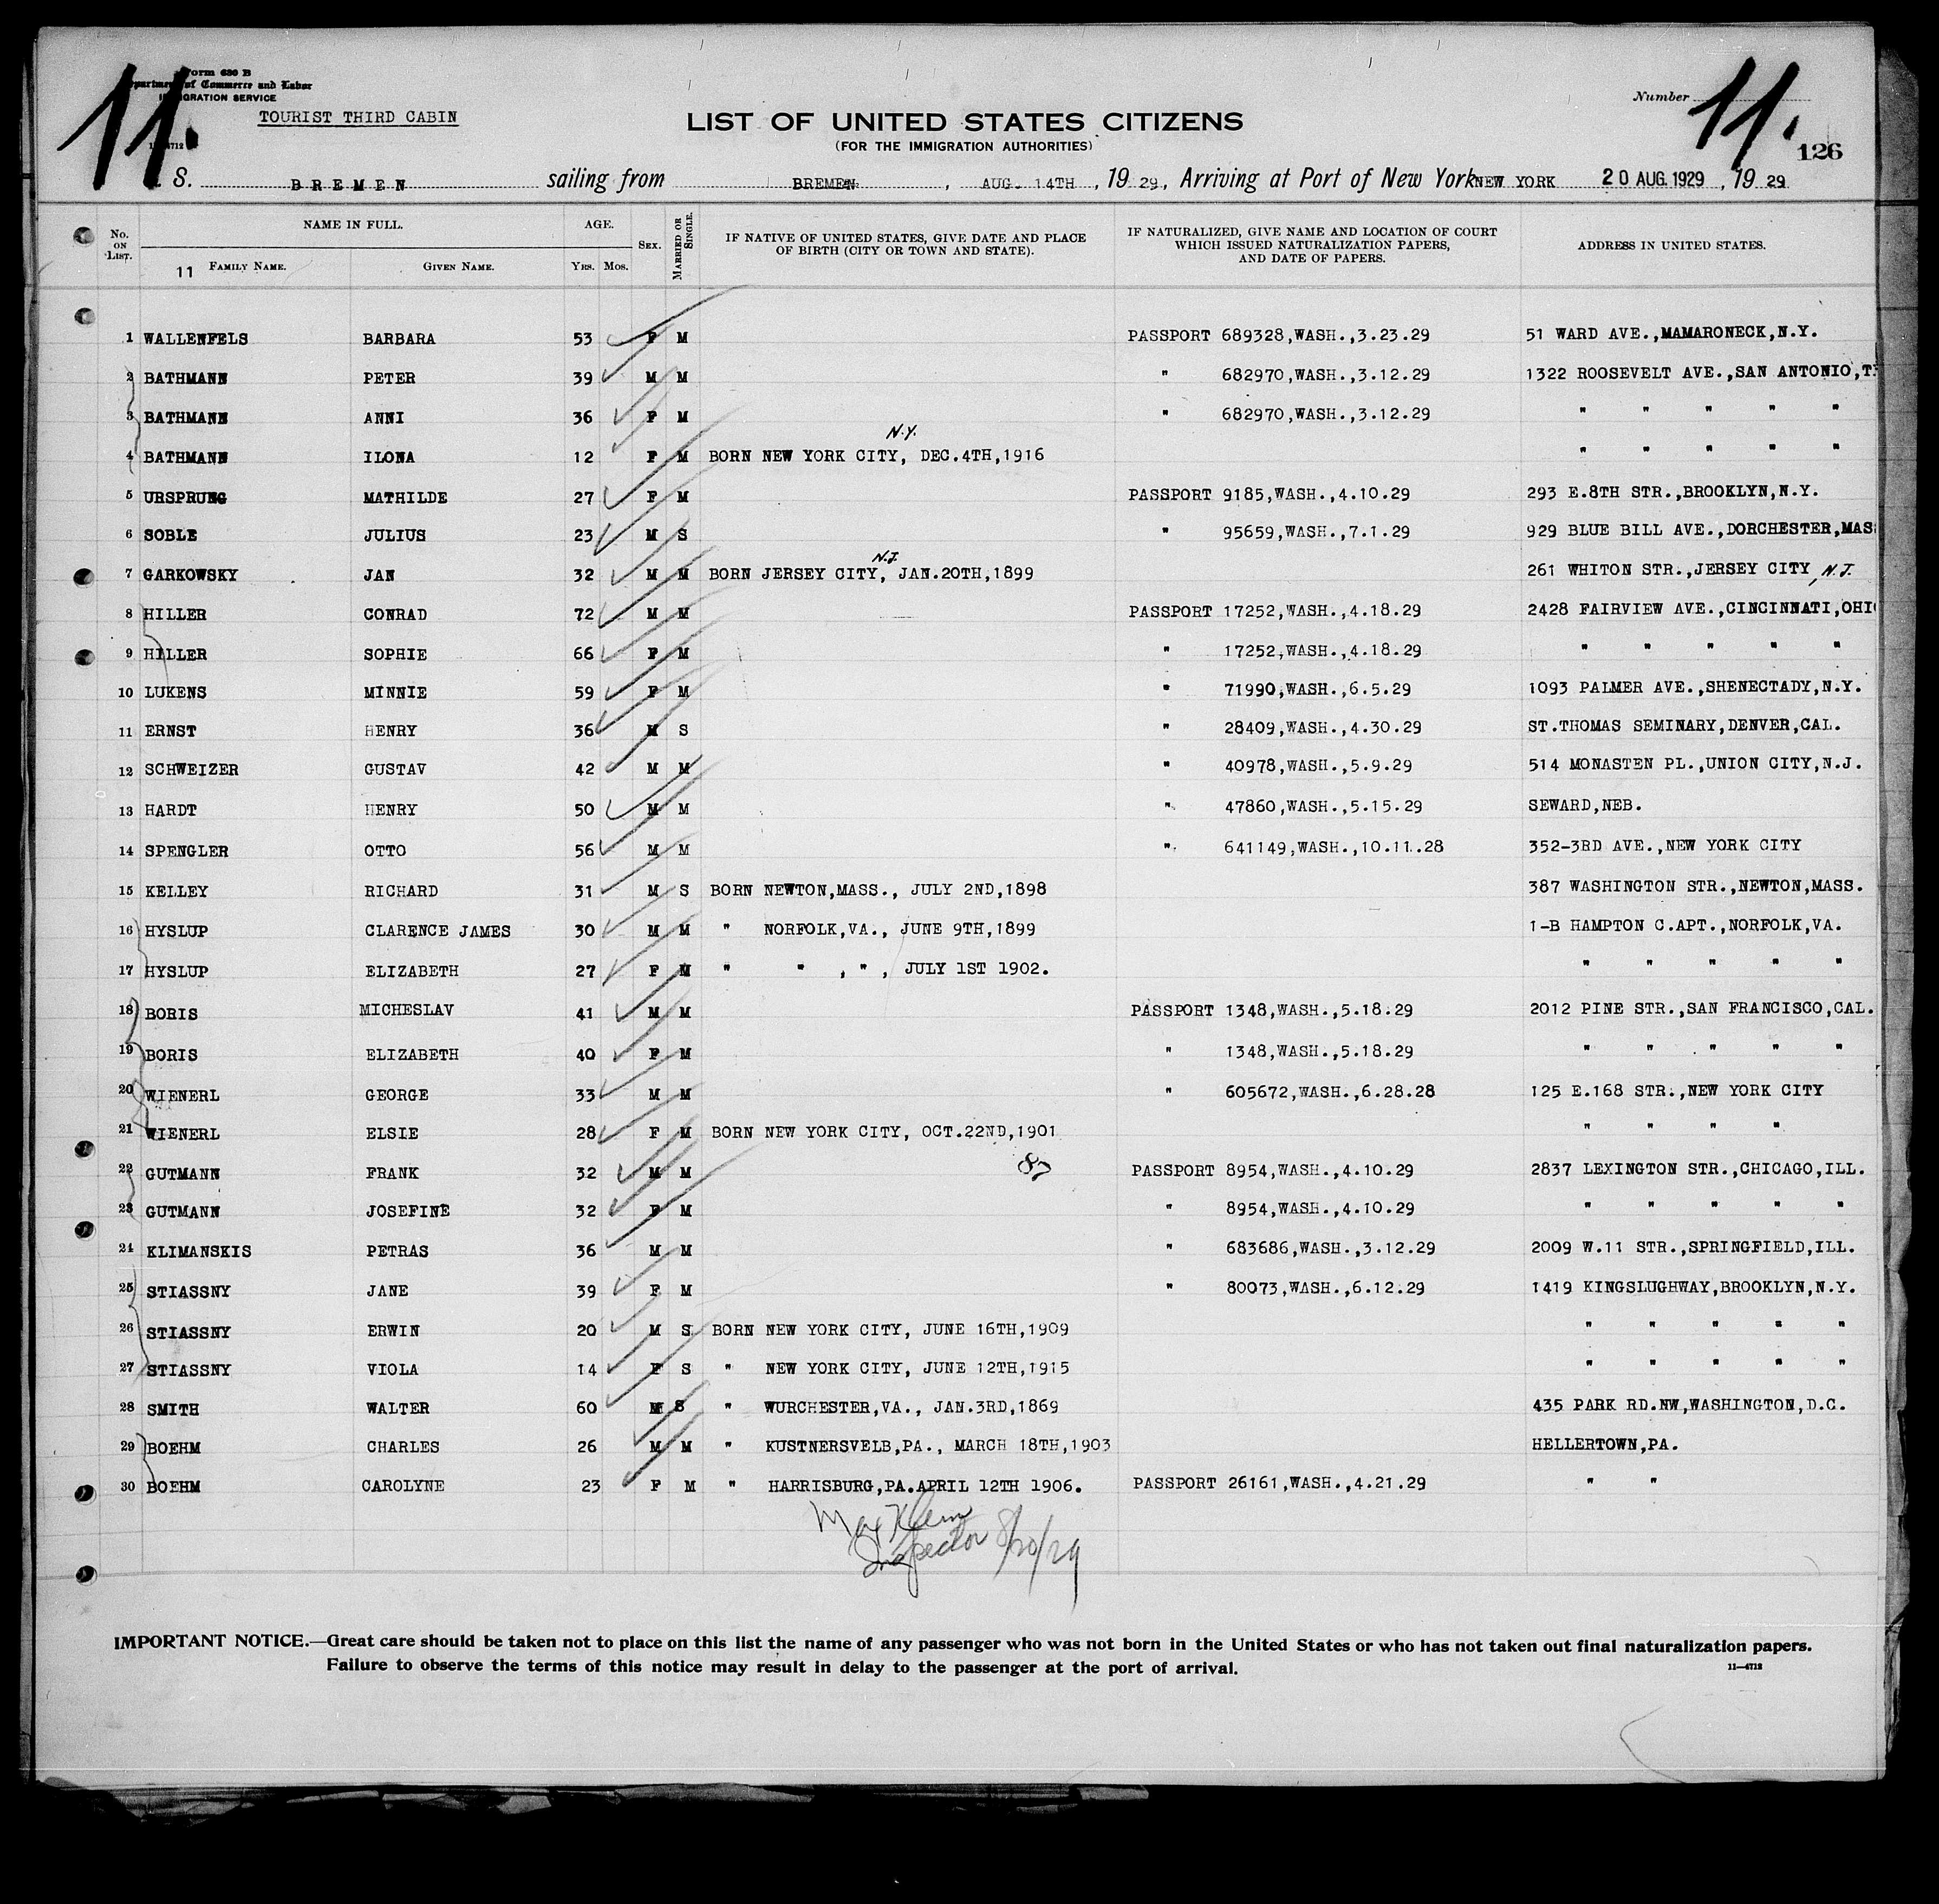 11.
Form 630 B
Department of Commerce and Labor
IMMIGRATION SERVICE
TOURIST THIRD CABIN
LIST OF UNITED STATES CITIZENS
(FOR THE IMMIGRATION AUTHORITIES)
Number 11.
126
S. BREMEN sailing from BREMEN, AUG. 14TH, 19 29, Arriving at Port of New York NEW YORK 20 AUG. 1929, 19 29
No. ON LIST. NAME IN FULL. AGE. SEX. MARRIED OR SINGLE. IF NATIVE OF UNITED STATES, GIVE DATE AND PLACE OF BIRTH (CITY OR TOWN AND STATE). IF NATURALIZED, GIVE NAME AND LOCATION OF COURT WHICH ISSUED NATURALIZATION PAPERS, AND DATE OF PAPERS. ADDRESS IN UNITED STATES.
11 FAMILY NAME. GIVEN NAME. YRS. MOS.
1 WALLENFELS BARBARA 53 F M PASSPORT 689328,WASH.,3.23.29 51 WARD AVE.,MAMARONECK,N.Y.
2 BATHMANN PETER 39 M M " 682970,WASH.,3.12.29 1322 ROOSEVELT AVE.,SAN ANTONIO,T
3 BATHMANN ANNI 36 F M " 682970,WASH.,3.12.29 " " " " "
N.Y.
4 BATHMANN ILONA 12 F M BORN NEW YORK CITY, DEC.4TH,1916 " " " " "
5 URSPRUNG MATHILDE 27 F M PASSPORT 9185,WASH.,4.10.29 293 E.8TH STR.,BROOKLYN,N.Y.
6 SOBLE JULIUS 23 M S " 95659,WASH.,7.1.29 929 BLUE BILL AVE.,DORCHESTER,MAS
N.J.
7 GARKOWSKY JAN 32 M M BORN JERSEY CITY, JAN.20TH,1899 261 WHITON STR.,JERSEY CITY, N.J.
8 HILLER CONRAD 72 M M PASSPORT 17252,WASH.,4.18.29 2428 FAIRVIEW AVE.,CINCINNATI,OHI
9 HILLER SOPHIE 66 F M " 17252,WASH.,4.18.29 " " " " "
10 LUKENS MINNIE 59 F M " 71990,WASH.,6.5.29 1093 PALMER AVE.,SHENECTADY,N.Y.
11 ERNST HENRY 36 M S " 28409,WASH.,4.30.29 ST.THOMAS SEMINARY,DENVER,CAL.
12 SCHWEIZER GUSTAV 42 M M " 40978,WASH.,5.9.29 514 MONASTEN PL.,UNION CITY,N.J.
13 HARDT HENRY 50 M M " 47860,WASH.,5.15.29 SEWARD,NEB.
14 SPENGLER OTTO 56 M M " 641149,WASH.,10.11.28 352-3RD AVE.,NEW YORK CITY
15 KELLEY RICHARD 31 M S BORN NEWTON,MASS., JULY 2ND,1898 387 WASHINGTON STR.,NEWTON,MASS.
16 HYSLUP CLARENCE JAMES 30 M M " NORFOLK,VA., JUNE 9TH,1899 1-B HAMPTON C.APT.,NORFOLK,VA.
17 HYSLUP ELIZABETH 27 F M " " , " , JULY 1ST 1902. " " " " "
18 BORIS MICHESLAV 41 M M PASSPORT 1348,WASH.,5.18.29 2012 PINE STR.,SAN FRANCISCO,CAL.
19 BORIS ELIZABETH 40 F M " 1348,WASH.,5.18.29 " " " " "
20 WIENERL GEORGE 33 M M " 605672,WASH.,6.28.28 125 E.168 STR.,NEW YORK CITY
21 WIENERL ELSIE 28 F M BORN NEW YORK CITY, OCT.22ND,1901 " " " "
22 GUTMANN FRANK 32 M M PASSPORT 8954,WASH.,4.10.29 2837 LEXINGTON STR.,CHICAGO,ILL.
23 GUTMANN JOSEFINE 32 F M " 8954,WASH.,4.10.29 " " " " "
24 KLIMANSKIS PETRAS 36 M M " 683686,WASH.,3.12.29 2009 W.11 STR.,SPRINGFIELD,ILL.
25 STIASSNY JANE 39 F M " 80073,WASH.,6.12.29 1419 KINGSLUGHWAY,BROOKLYN,N.Y.
26 STIASSNY ERWIN 20 M S BORN NEW YORK CITY, JUNE 16TH,1909 " " " " "
27 STIASSNY VIOLA 14 F S " NEW YORK CITY, JUNE 12TH,1915 " " " " "
28 SMITH WALTER 60 M S " WURCHESTER,VA., JAN.3RD,1869 435 PARK RD.NW,WASHINGTON,D.C.
29 BOEHM CHARLES 26 M M " KUSTNERSVELB,PA., MARCH 18TH,1903 HELLERTOWN,PA.
30 BOEHM CAROLYNE 23 F M " HARRISBURG,PA.APRIL 12TH 1906. PASSPORT 26161,WASH.,4.21.29 " "
Max Klein
Inspector 8/20/29
IMPORTANT NOTICE.—Great care should be taken not to place on this list the name of any passenger who was not born in the United States or who has not taken out final naturalization papers.
Failure to observe the terms of this notice may result in delay to the passenger at the port of arrival.
11—4712